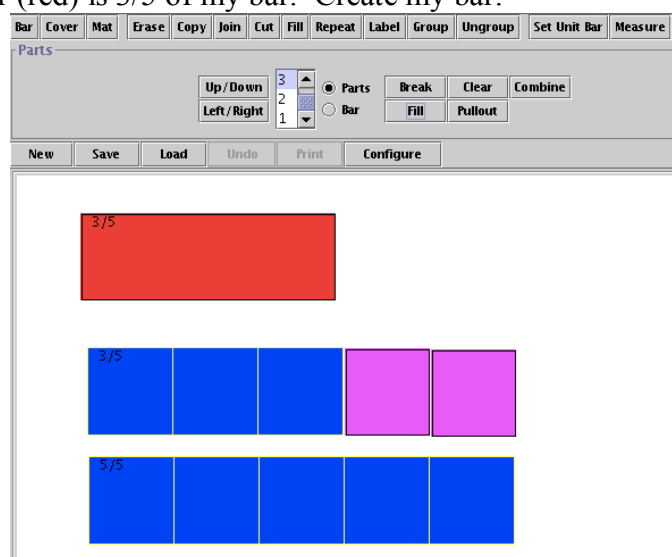 r (red) is 3/5 of my bar. Create my bar.
Bar Cover Mat Erase Copy Join Cut Fill Repeat Label Group Ungroup Set Unit Bar Measure
Parts
Up/Down 3 Parts Break Clear Combine
Left/Right 2 Bar Fill Pullout
1
New Save Load Undo Print Configure
3/5
3/5
5/5